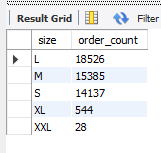 Result Grid Filter
size order_count
L 18526
M 15385
S 14137
XL 544
XXL 28